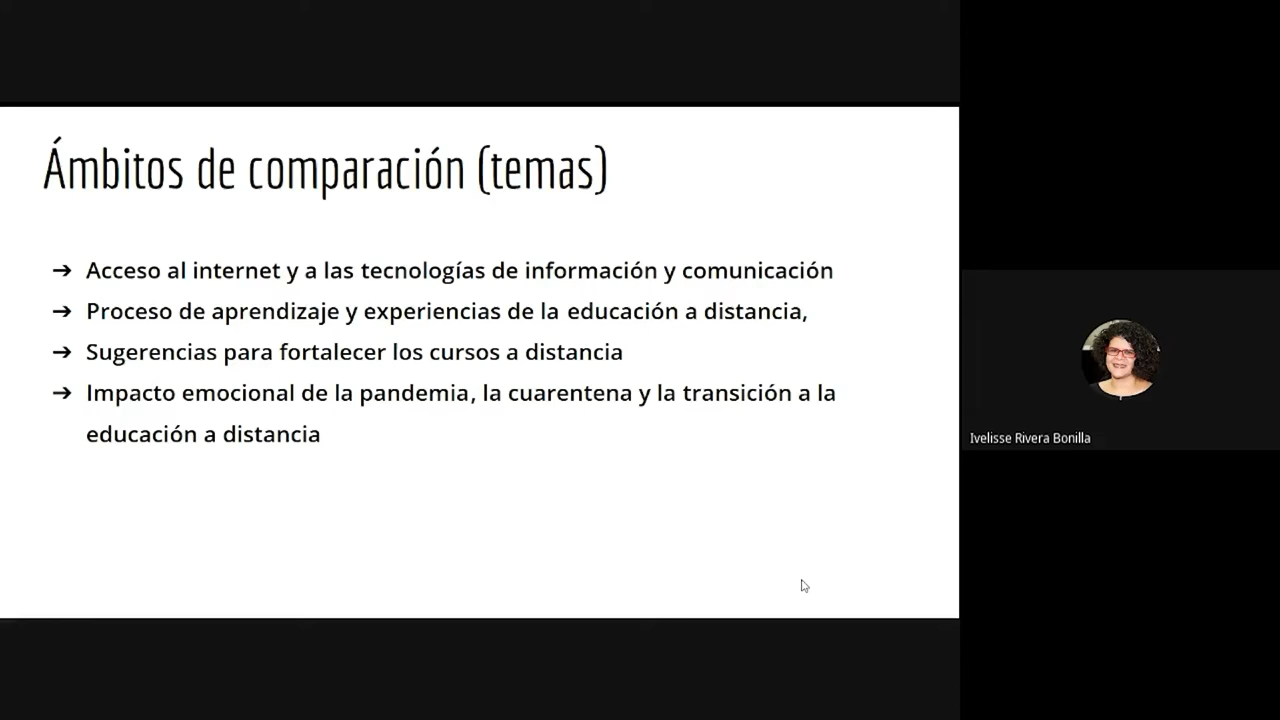 Ámbitos de comparación (temas)
➔ Acceso al internet y a las tecnologías de información y comunicación
➔ Proceso de aprendizaje y experiencias de la educación a distancia,
➔ Sugerencias para fortalecer los cursos a distancia
➔ Impacto emocional de la pandemia, la cuarentena y la transición a la
educación a distancia
Ivelisse Rivera Bonilla